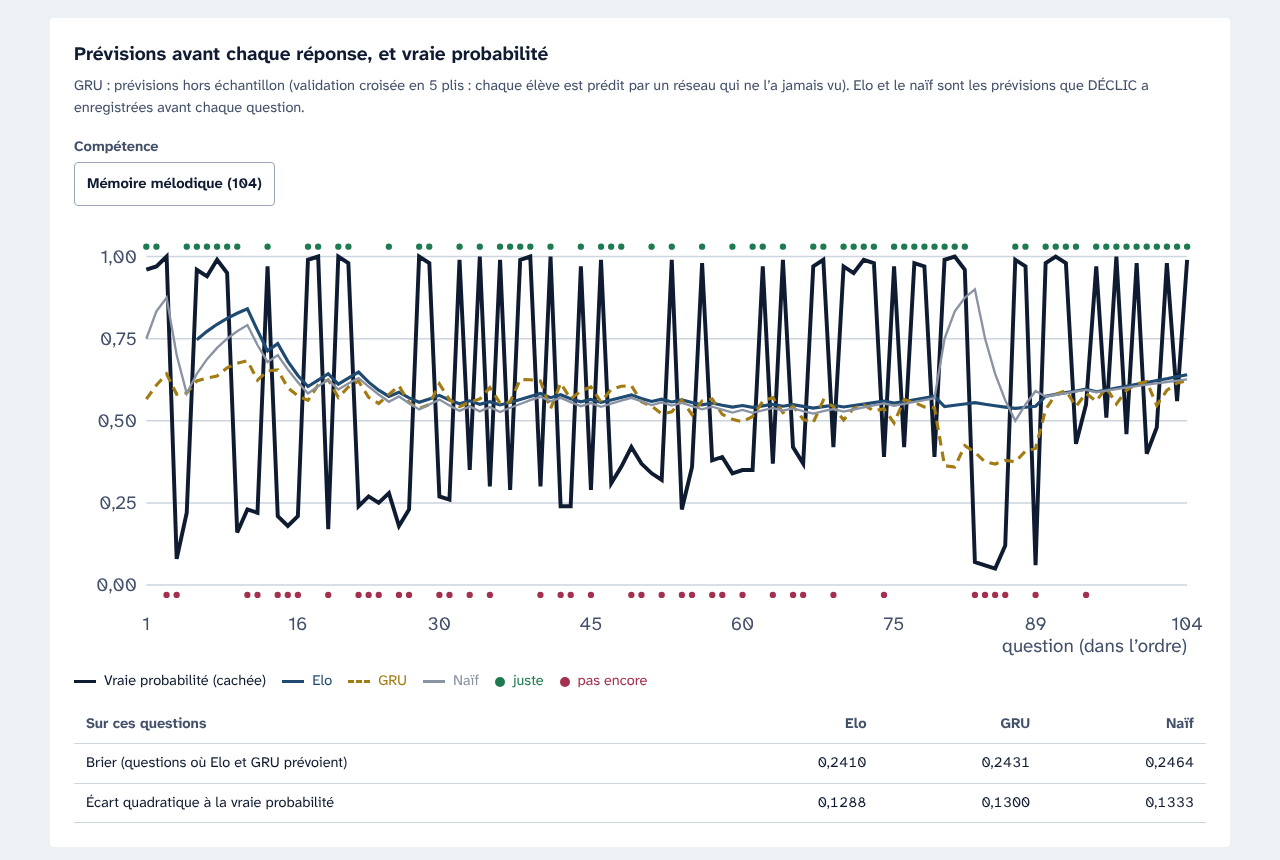 Prévisions avant chaque réponse, et vraie probabilité
GRU : prévisions hors échantillon (validation croisée en 5 plis : chaque élève est prédit par un réseau qui ne l’a jamais vu). Elo et le naïf sont les prévisions que DÉCLIC a
enregistrées avant chaque question.
Compétence
Mémoire mélodique (104)
1,00
0,75
0,50
0,25
0,00
1 16 30 45 60 75 89 104
question (dans l’ordre)
Vraie probabilité (cachée) Elo GRU Naïf juste pas encore
Sur ces questions Elo GRU Naïf
Brier (questions où Elo et GRU prévoient) 0,2410 0,2431 0,2464
Écart quadratique à la vraie probabilité 0,1288 0,1300 0,1333